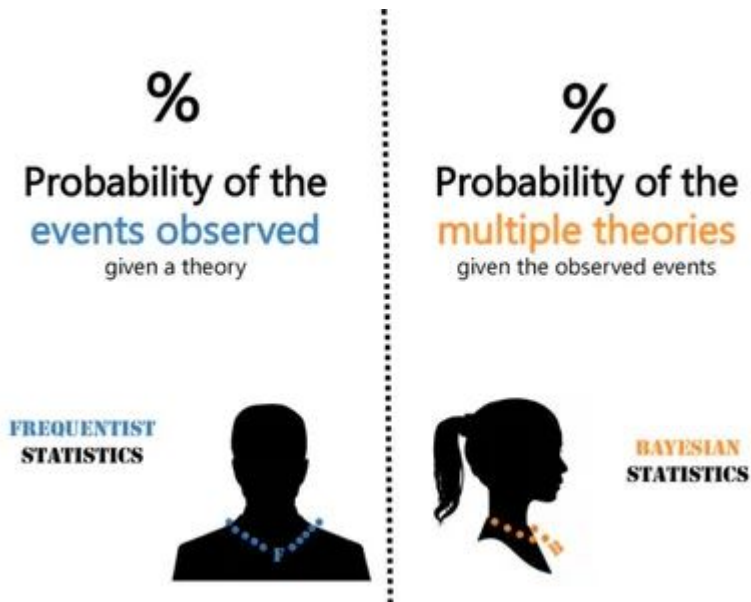 %
Probability of the
events observed
given a theory
FREQUENTIST
STATISTICS
F
%
Probability of the
multiple theories
given the observed events
BAYESIAN
STATISTICS
B